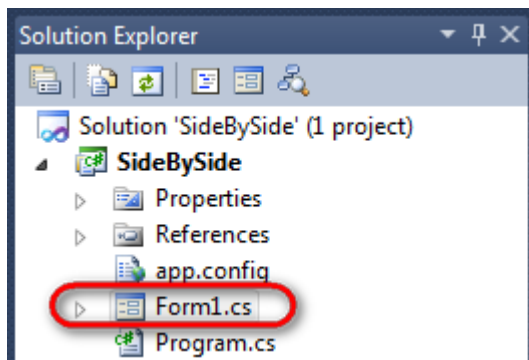 Solution Explorer
Solution 'SideBySide' (1 project)
SideBySide
Properties
References
app.config
Form1.cs
Program.cs